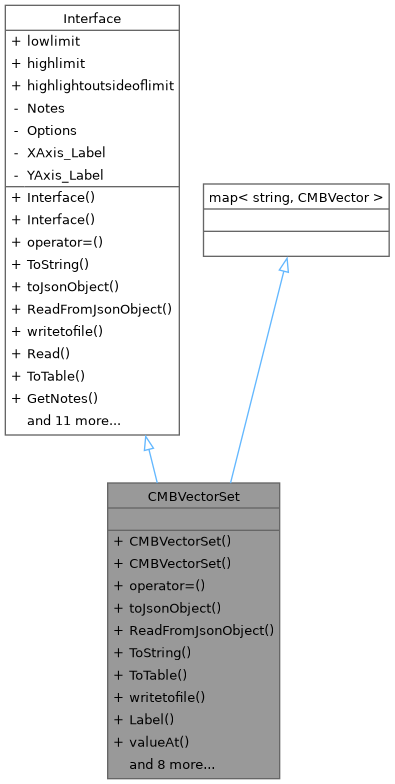 Interface
+ lowlimit
+ highlimit
+ highlightoutsideoflimit
- Notes
- Options
- XAxis_Label
- YAxis_Label
+ Interface()
+ Interface()
+ operator=()
+ ToString()
+ toJsonObject()
+ ReadFromJsonObject()
+ writetofile()
+ Read()
+ ToTable()
+ GetNotes()
and 11 more...
map< string, CMBVector >
CMBVectorSet
+ CMBVectorSet()
+ CMBVectorSet()
+ operator=()
+ toJsonObject()
+ ReadFromJsonObject()
+ ToString()
+ ToTable()
+ writetofile()
+ Label()
+ valueAt()
and 8 more...